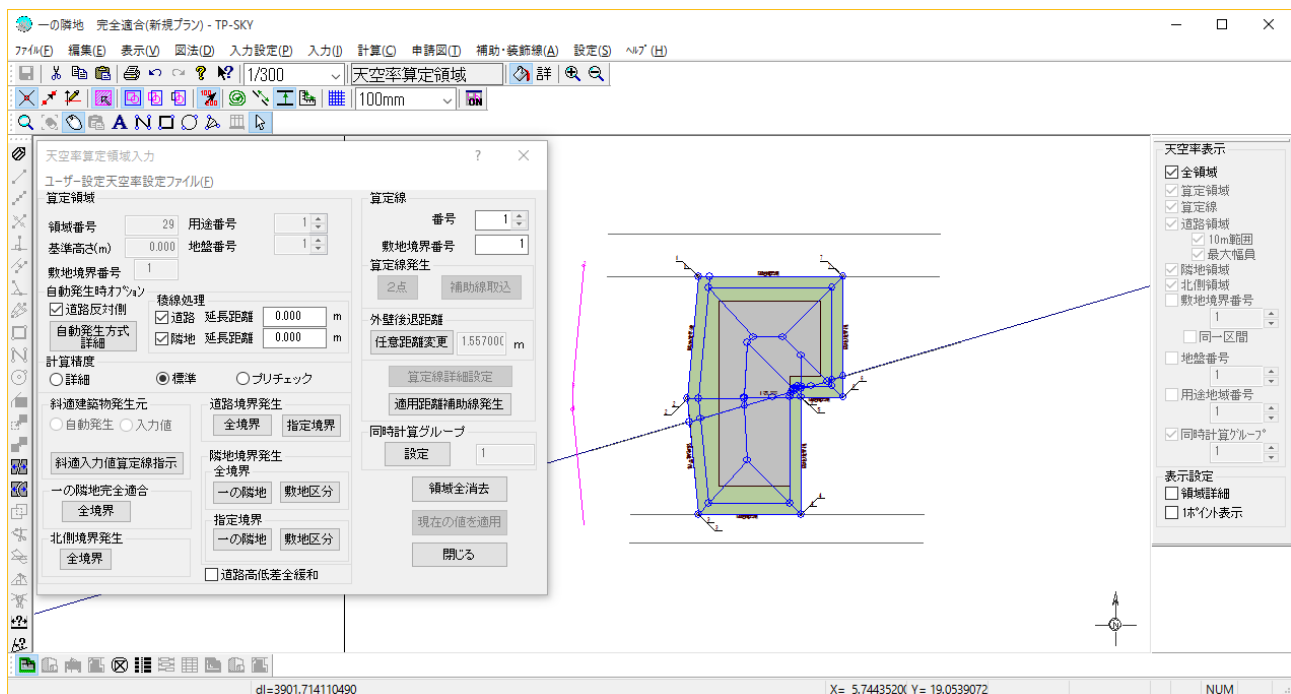 一の隣地　完全適合(新規プラン) - TP-SKY
ﾌｧｲﾙ(F) 編集(E) 表示(V) 図法(D) 入力設定(P) 入力(I) 計算(C) 申請図(T) 補助・装飾線(A) 設定(S) ﾍﾙﾌﾟ(H)
1/300 天空率算定領域 詳
100mm ON
天空率算定領域入力 ?
ユーザー設定天空率設定ファイル(F)
算定領域
領域番号 29 用途番号 1
基準高さ(m) 0.000 地盤番号 1
敷地境界番号 1
自動発生時ｵﾌﾟｼｮﾝ
道路反対側
自動発生方式
詳細
稜線処理
道路 延長距離 0.000 m
隣地 延長距離 0.000 m
計算精度
詳細 標準 プリチェック
斜適建築物発生元
自動発生 入力値
斜適入力値算定線指示
道路境界発生
全境界 指定境界
隣地境界発生
全境界
一の隣地 敷地区分
指定境界
一の隣地 敷地区分
一の隣地完全適合
全境界
北側境界発生
全境界
道路高低差全緩和
算定線
番号 1
敷地境界番号 1
算定線発生
2点 補助線取込
外壁後退距離
任意距離変更 1.55700( m
算定線詳細設定
適用距離補助線発生
同時計算グループ
設定 1
領域全消去
現在の値を適用
閉じる
天空率表示
全領域
算定領域
算定線
道路領域
10m範囲
最大幅員
隣地領域
北側領域
敷地境界番号
1
同一区間
地盤番号
1
用途地域番号
1
同時計算ｸﾞﾙｰﾌﾟ
1
表示設定
領域詳細
1ポイント表示
N
dl=3901.714110490 X= 5.7443520( Y= 19.0539072 NUM